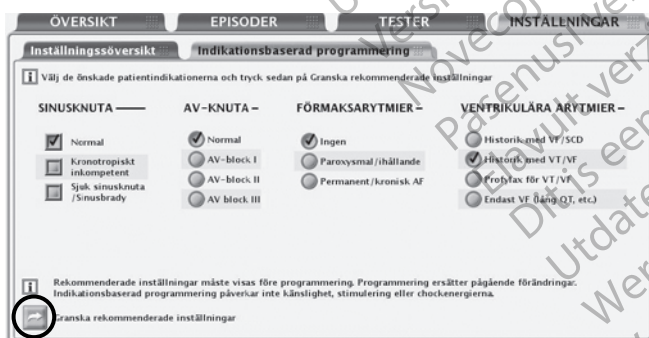 ÖVERSIKT EPISODER TESTER INSTÄLLNINGAR
Inställningssöversikt Indikationsbaserad programmering
i Välj de önskade patientindikationerna och tryck sedan på Granska rekommenderade inställningar
SINUSKNUTA AV-KNUTA FÖRMAKSARYTMIER VENTRIKULÄRA ARYTMIER
Normal Normal Ingen Historik med VF/SCD
Kronotropiskt inkompetent AV-block I Paroxysmal/ihållande Historik med VT/VF
Sjuk sinusknuta /Sinusbrady AV-block II Permanent/kronisk AF Profylax för VT/VF
AV block III Endast VF (lång QT, etc.)
i Rekommenderade inställningar måste visas före programmering. Programmering ersätter pågående förändringar.
Indikationsbaserad programmering påverkar inte känslighet, stimulering eller chockenergierna.
Granska rekommenderade inställningar
Dit is een